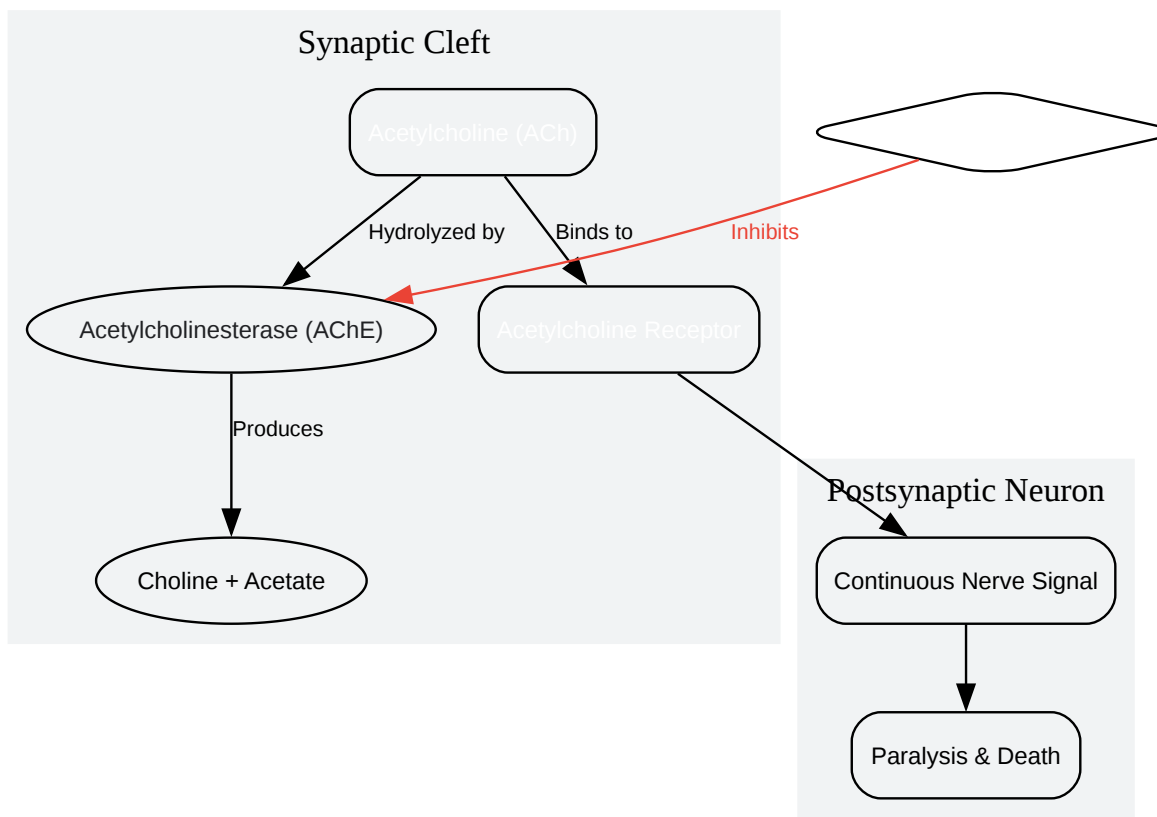 Synaptic Cleft
Acetylcholine (ACh)
Hydrolyzed by
Binds to
Inhibits
Acetylcholinesterase (AChE)
Acetylcholine Receptor
Produces
Postsynaptic Neuron
Choline + Acetate
Continuous Nerve Signal
Paralysis & Death